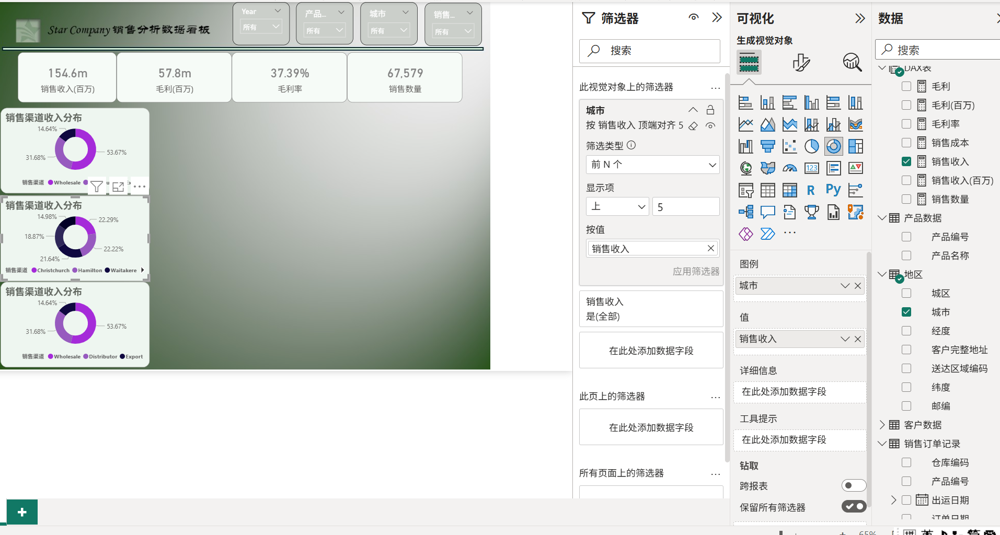 Star Company 销售分析数据看板
Year
所有
产品...
所有
城市
所有
销售...
所有
154.6m
销售收入(百万)
57.8m
毛利(百万)
37.39%
毛利率
67,579
销售数量
销售渠道收入分布
14.64%
53.67%
31.68%
销售渠道 Wholesale
销售渠道收入分布
14.98%
22.29%
18.87%
22.22%
21.64%
销售渠道 Christchurch Hamilton Waitakere
销售渠道收入分布
14.64%
53.67%
31.68%
销售渠道 Wholesale Distributor Export
筛选器
搜索
此视觉对象上的筛选器 ...
城市
按 销售收入 顶端对齐 5
筛选类型
前 N 个
显示项
上 5
按值
销售收入
应用筛选器
销售收入
是(全部)
在此处添加数据字段
此页上的筛选器 ...
在此处添加数据字段
所有页面上的筛选器 ...
可视化
生成视觉对象
123
R Py
...
图例
城市
值
销售收入
详细信息
在此处添加数据字段
工具提示
在此处添加数据字段
钻取
跨报表
保留所有筛选器
数据
搜索
DAX表
毛利
毛利(百万)
毛利率
销售成本
销售收入
销售收入(百万)
销售数量
产品数据
产品编号
产品名称
地区
城区
城市
经度
客户完整地址
送达区域编码
纬度
邮编
客户数据
销售订单记录
仓库编码
产品编号
出运日期
订单日期
65%